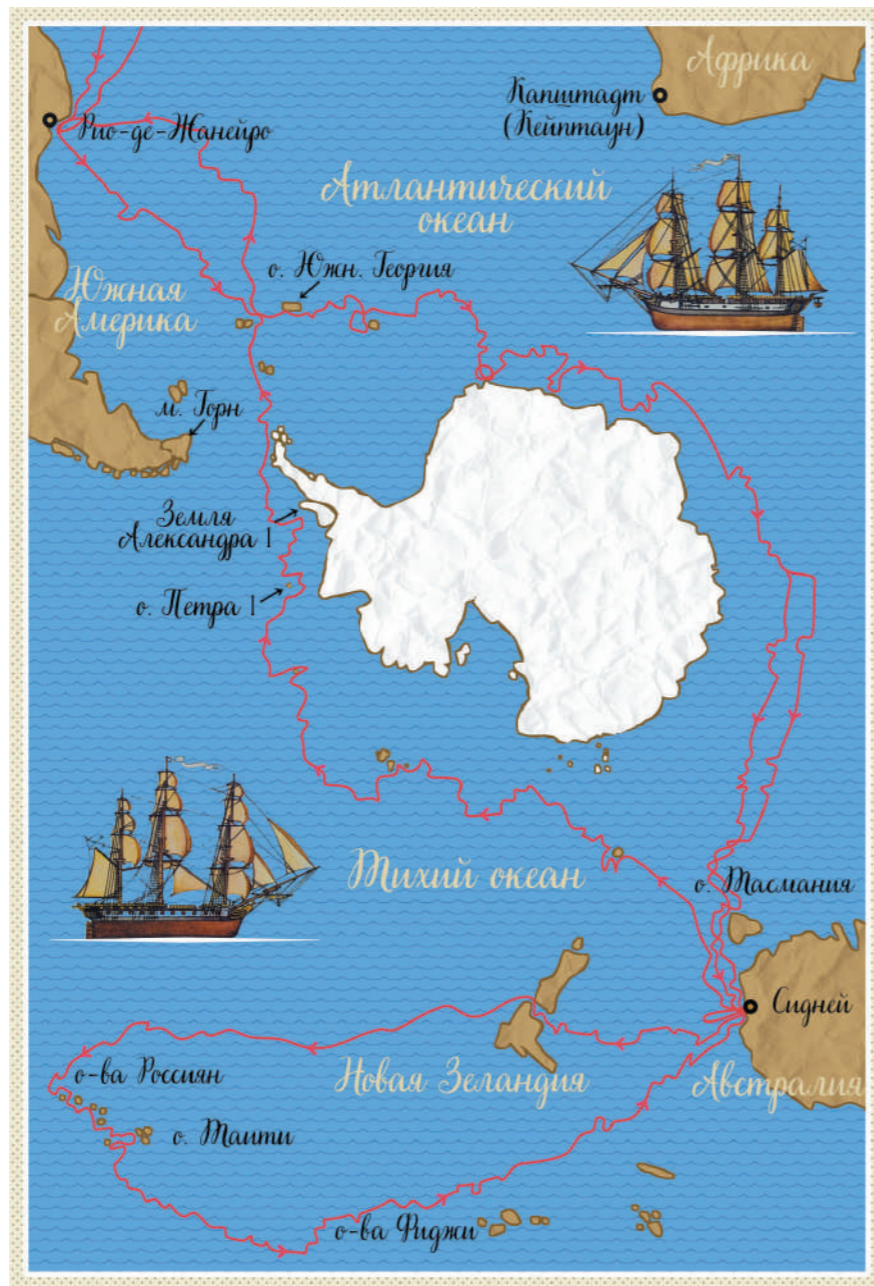 Африка
Капштадт
(Кейптаун)
Рио-де-Жанейро
Атлантический
океан
о. Южн. Георгия
Южная
Америка
м. Горн
Земля
Александра I
о. Петра I
Тихий океан
о. Тасмания
Сидней
о-ва Россиян
Новая Зеландия
Австралия
о. Таити
о-ва Фиджи